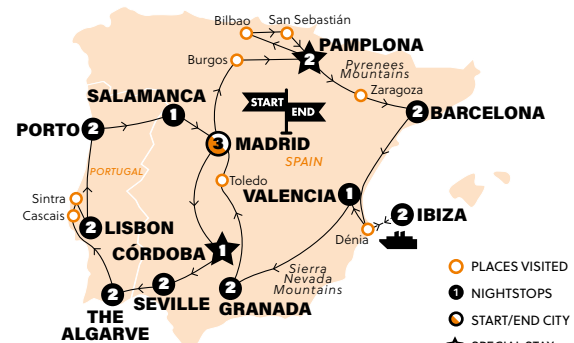 Bilbao
San Sebastián
PAMPLONA
2
Burgos
Pyrenees
Mountains
Zaragoza
SALAMANCA
1
START
END
2
BARCELONA
PORTO
2
3
MADRID
SPAIN
PORTUGAL
Toledo
VALENCIA
1
Sintra
Cascais
2
LISBON
2
IBIZA
Dénia
CÓRDOBA
1
Sierra
Nevada
Mountains
2
THE
ALGARVE
2
SEVILLE
2
GRANADA
PLACES VISITED
1 NIGHTSTOPS
START/END CITY